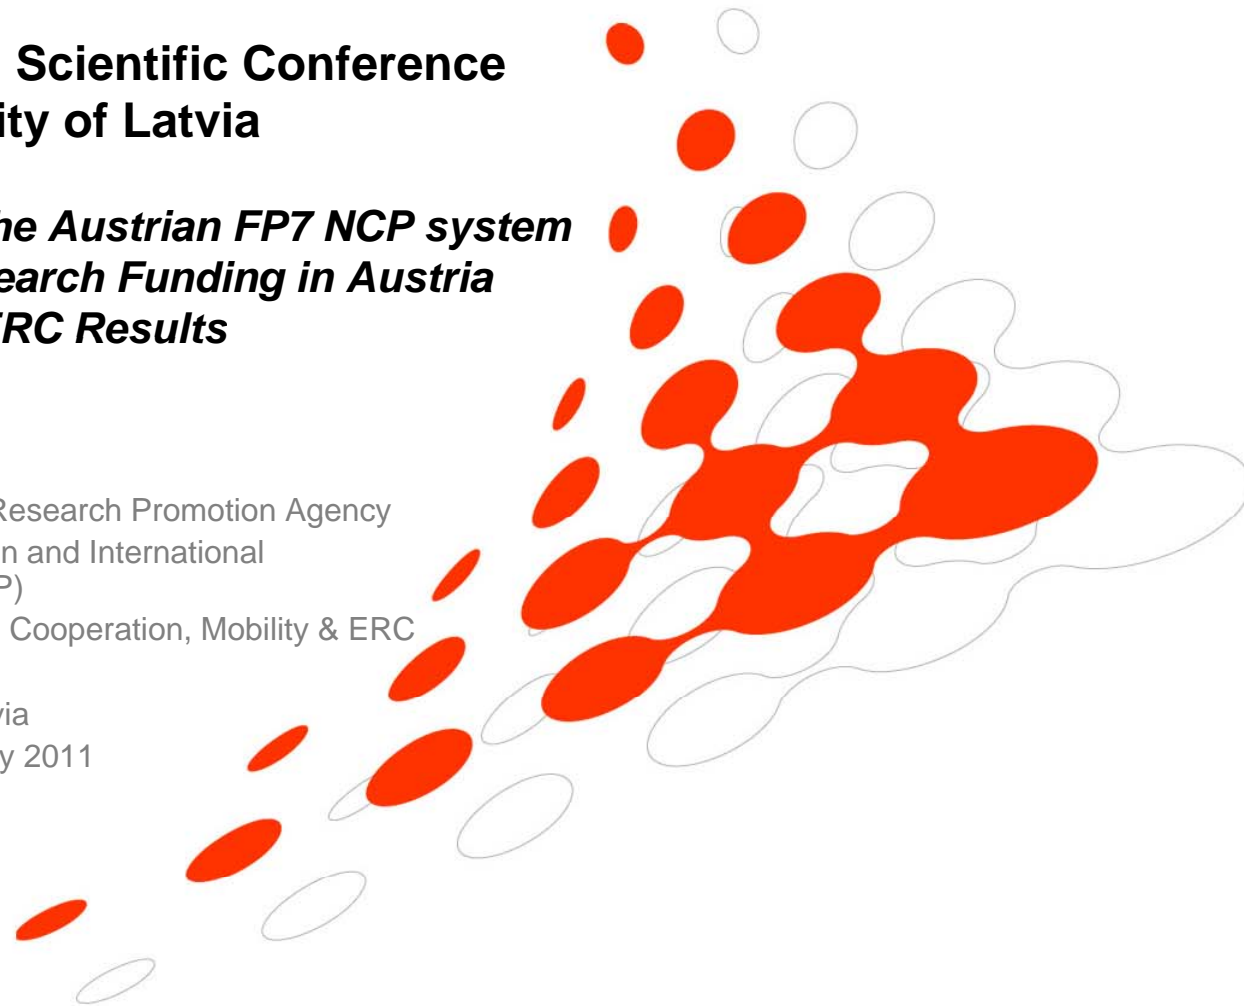 Scientific Conference
ity of Latvia
he Austrian FP7 NCP system
earch Funding in Austria
ERC Results
Research Promotion Agency
n and International
P)
Cooperation, Mobility & ERC
via
y 2011